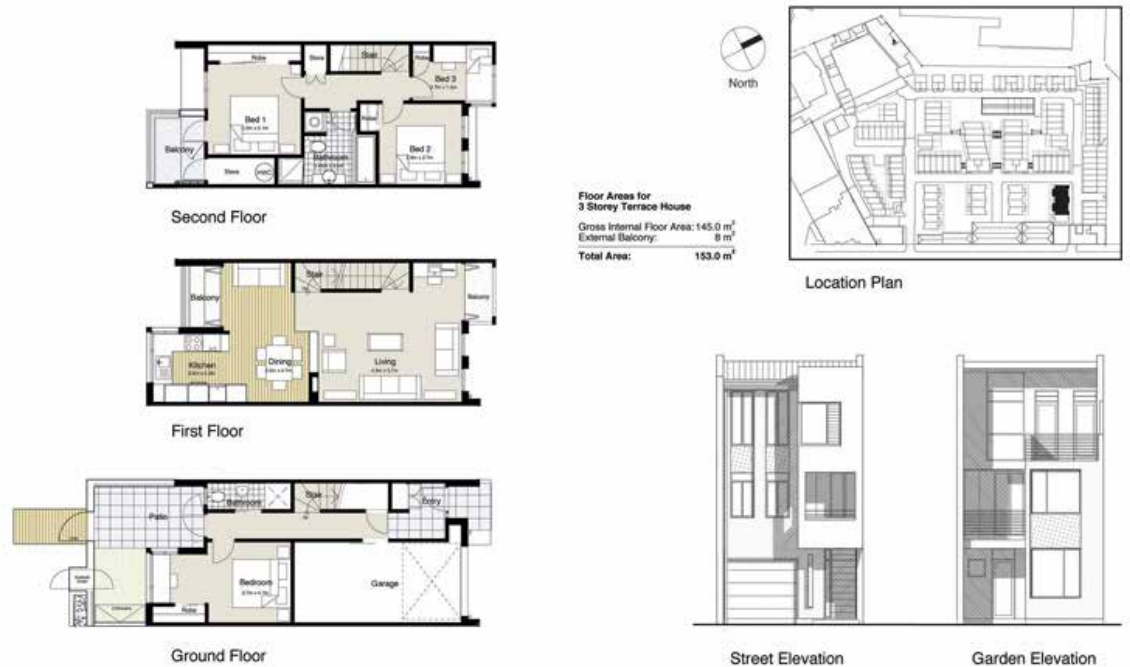 Robe
Store
Stair
Robe
Bed 3
Bed 1
Robe
Bed 2
Balcony
Bathroom
Store
HWC
Second Floor
Stair
Balcony
Balcony
Kitchen
Dining
Living
First Floor
Bathroom
Stair
Entry
Patio
Bedroom
Garage
Robe
Ground Floor
North
Floor Areas for
3 Storey Terrace House
Gross Internal Floor Area: 145.0 m²
External Balcony: 8 m²
Total Area: 153.0 m²
Location Plan
Street Elevation
Garden Elevation